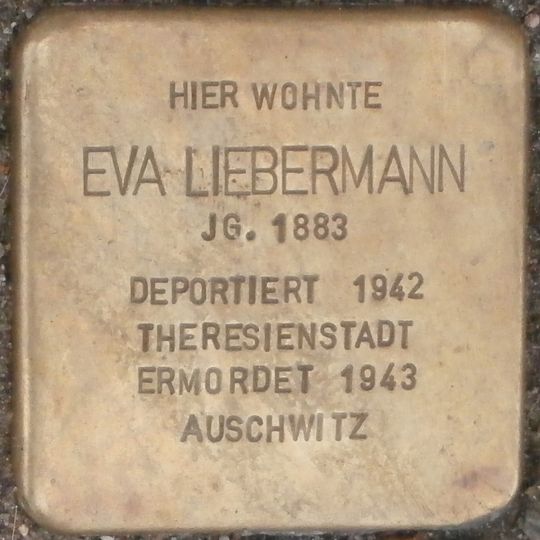 HIER WOHNTE
EVA LIEBERMANN
JG. 1883
DEPORTIERT 1942
THERESIENSTADT
ERMORDET 1943
AUSCHWITZ